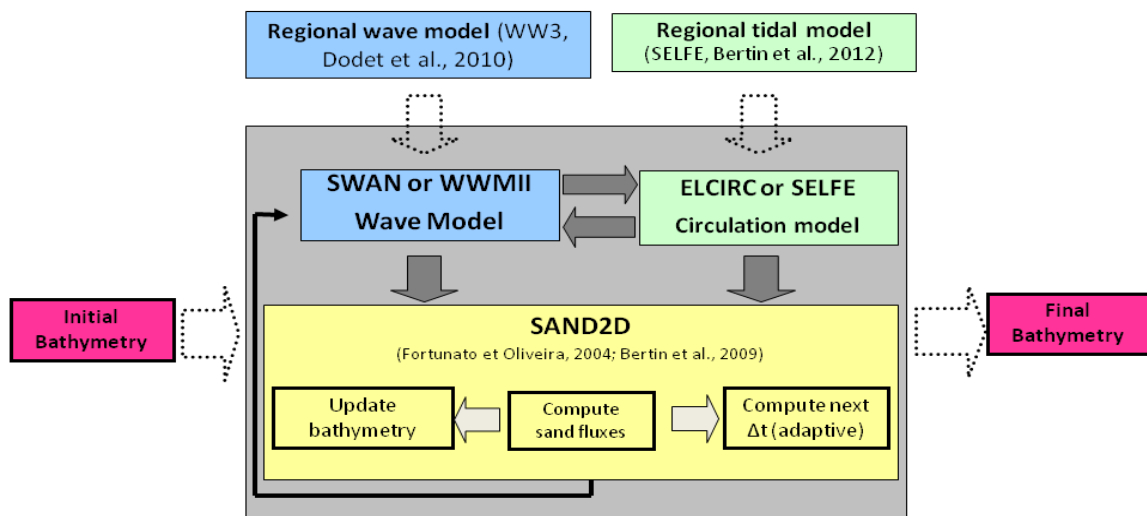 Regional wave model (WW3,
Dodet et al., 2010)
Regional tidal model
(SELFE, Bertin et al., 2012)
SWAN or WWMII
Wave Model
ELCIRC or SELFE
Circulation model
Initial
Bathymetry
Final
Bathymetry
SAND2D
(Fortunato et Oliveira, 2004; Bertin et al., 2009)
Update
bathymetry
Compute
sand fluxes
Compute next
Δt (adaptive)